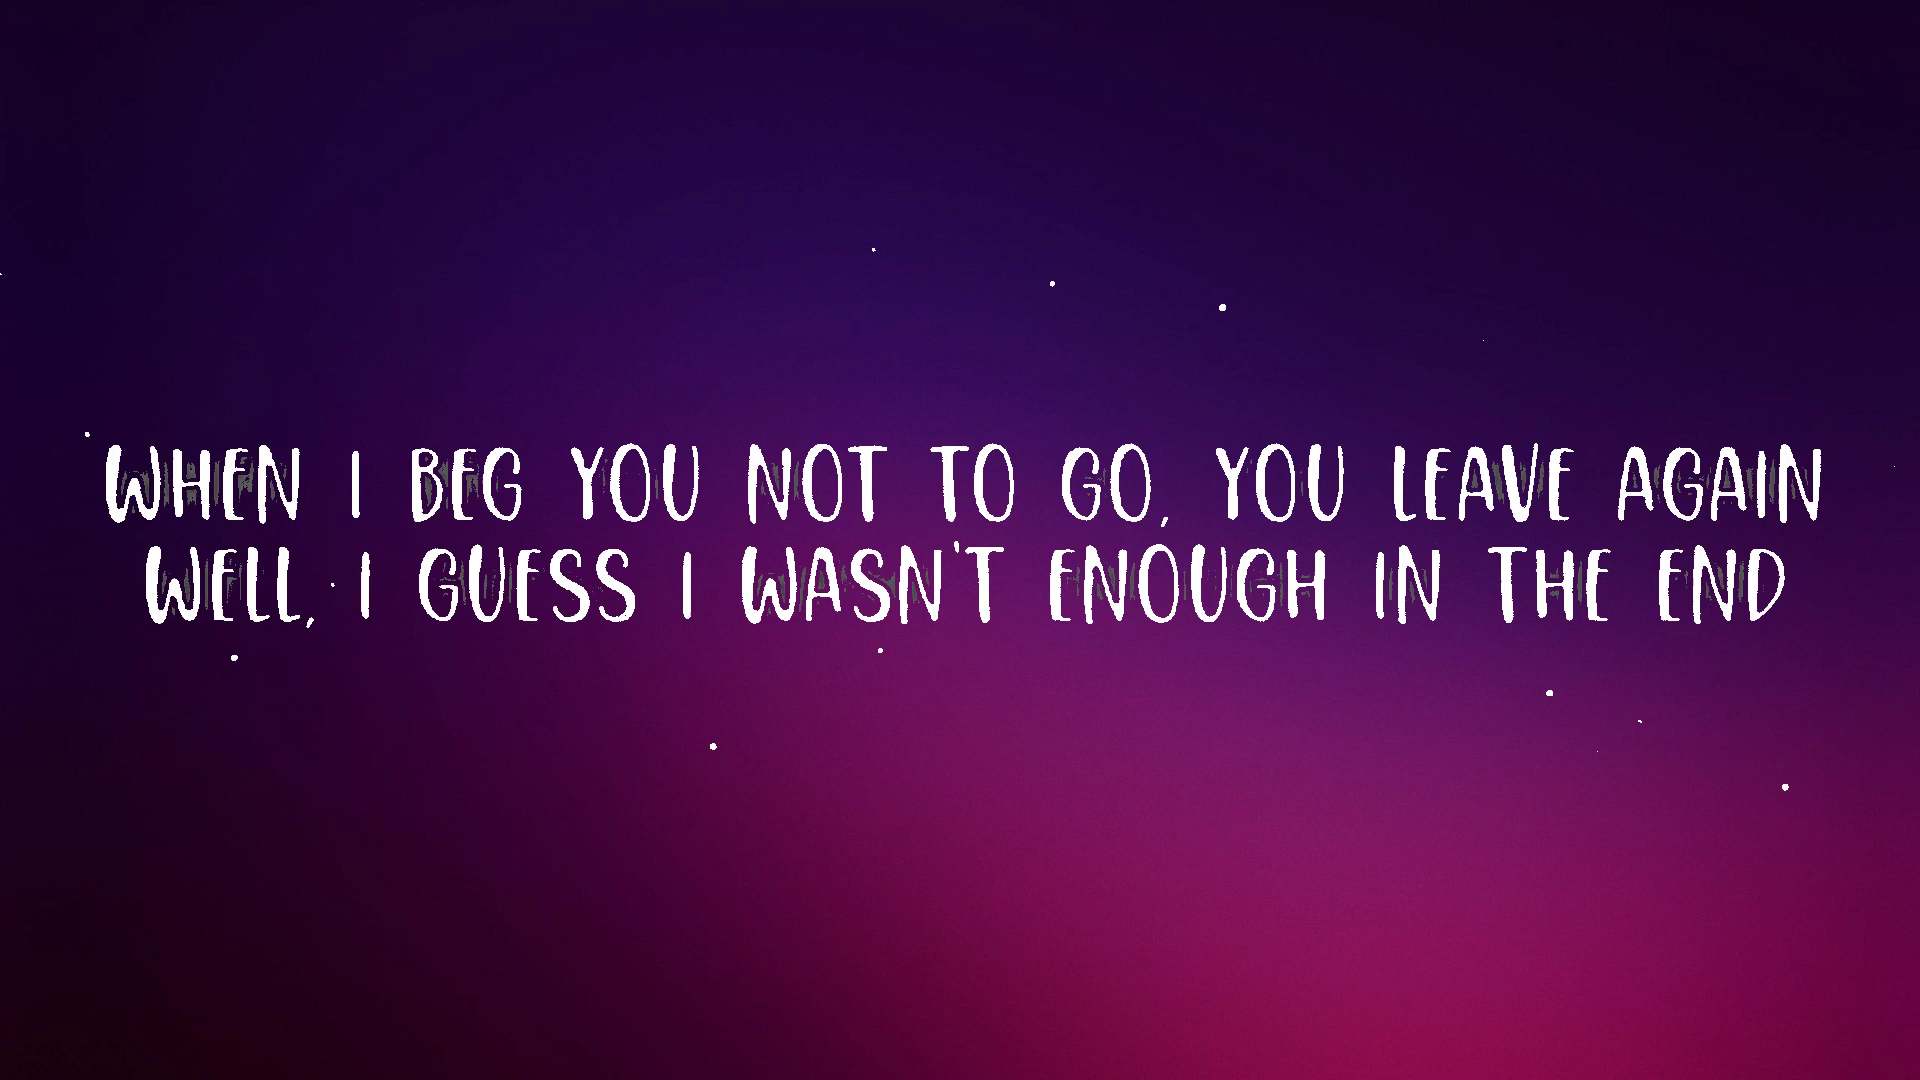 WHEN I BEG YOU NOT TO GO, YOU LEAVE AGAIN
WELL, I GUESS I WASN'T ENOUGH IN THE END